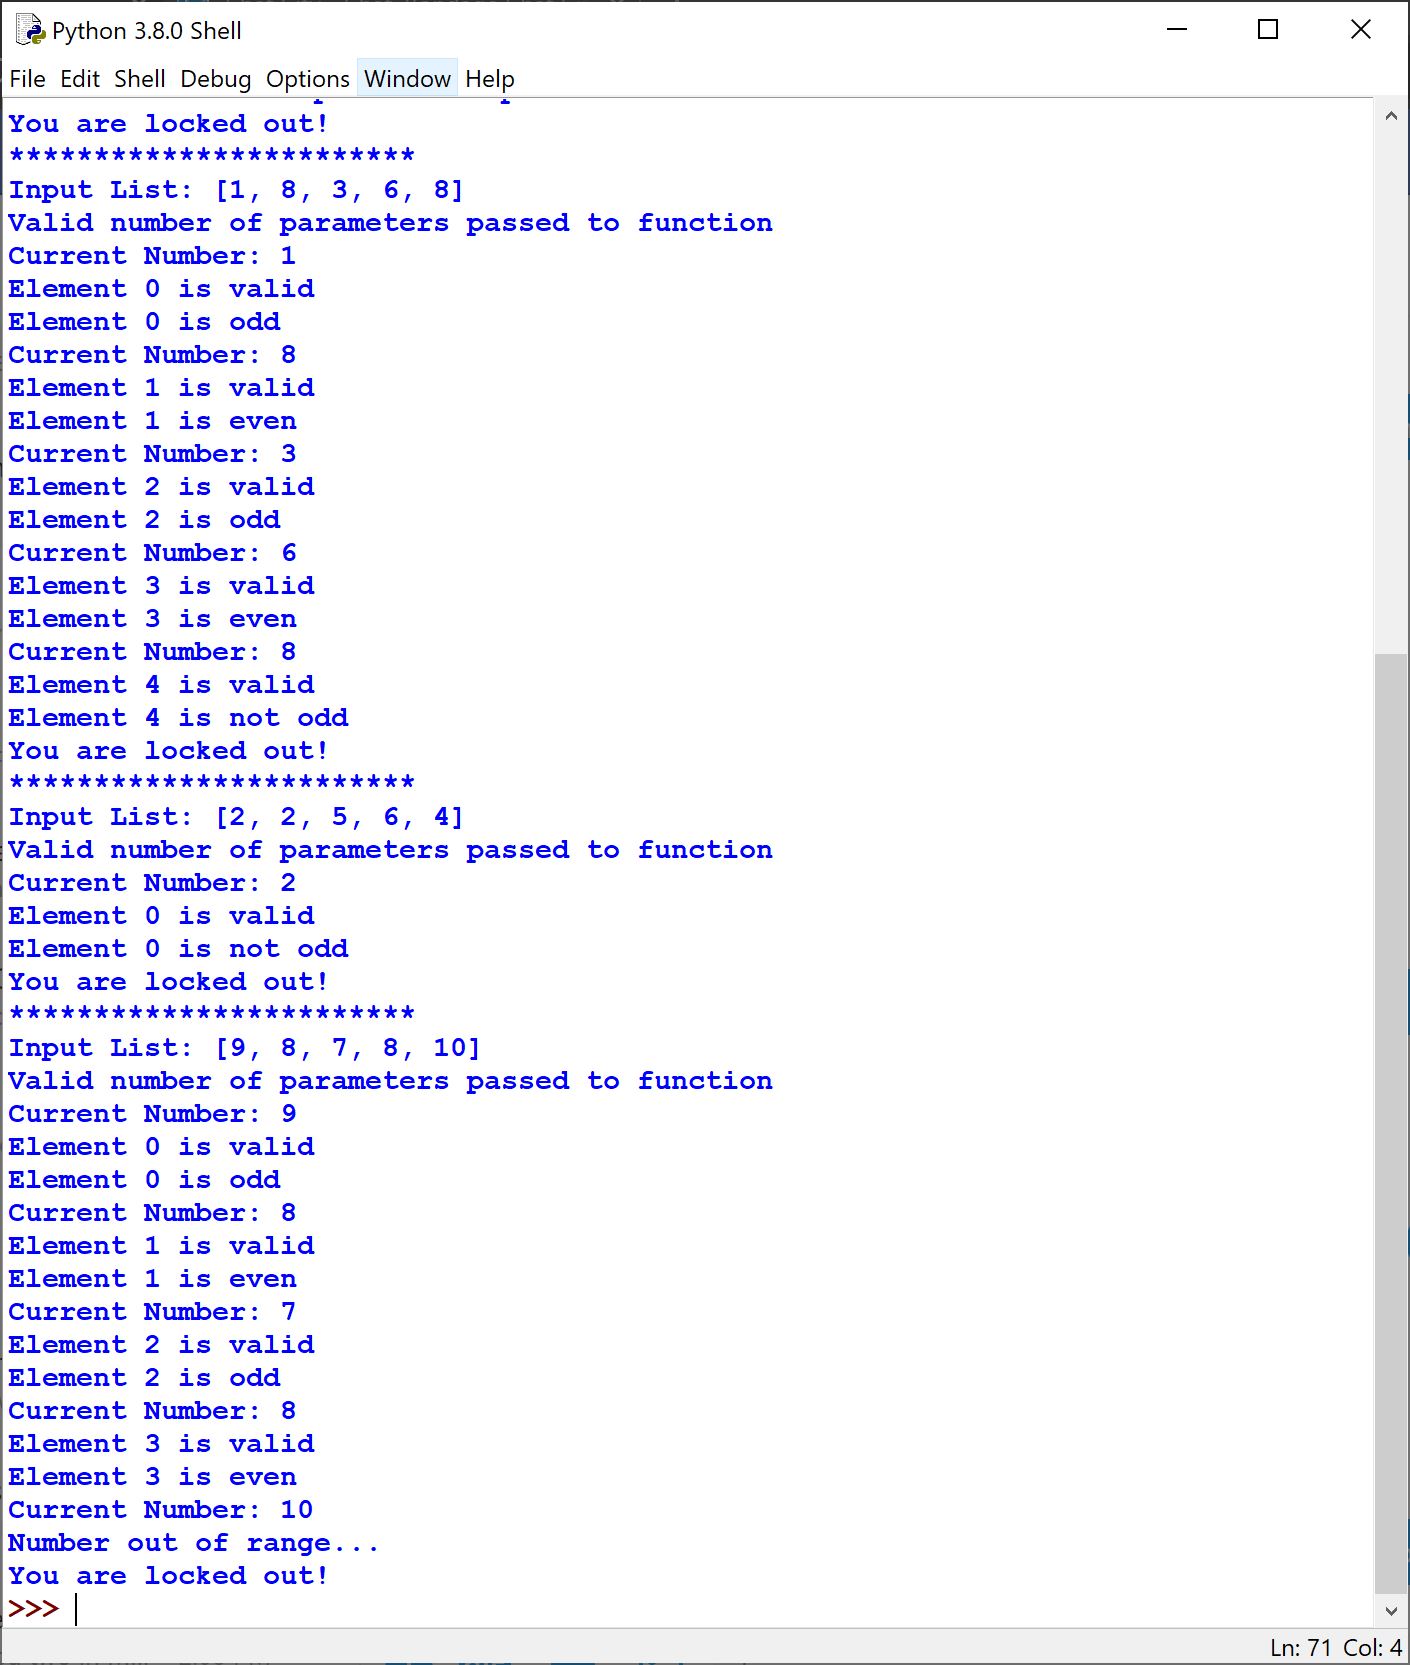 Python 3.8.0 Shell
File Edit Shell Debug Options Window Help
You are locked out!
************************
Input List: [1, 8, 3, 6, 8]
Valid number of parameters passed to function
Current Number: 1
Element 0 is valid
Element 0 is odd
Current Number: 8
Element 1 is valid
Element 1 is even
Current Number: 3
Element 2 is valid
Element 2 is odd
Current Number: 6
Element 3 is valid
Element 3 is even
Current Number: 8
Element 4 is valid
Element 4 is not odd
You are locked out!
************************
Input List: [2, 2, 5, 6, 4]
Valid number of parameters passed to function
Current Number: 2
Element 0 is valid
Element 0 is not odd
You are locked out!
************************
Input List: [9, 8, 7, 8, 10]
Valid number of parameters passed to function
Current Number: 9
Element 0 is valid
Element 0 is odd
Current Number: 8
Element 1 is valid
Element 1 is even
Current Number: 7
Element 2 is valid
Element 2 is odd
Current Number: 8
Element 3 is valid
Element 3 is even
Current Number: 10
Number out of range...
You are locked out!
>>>
Ln: 71 Col: 4